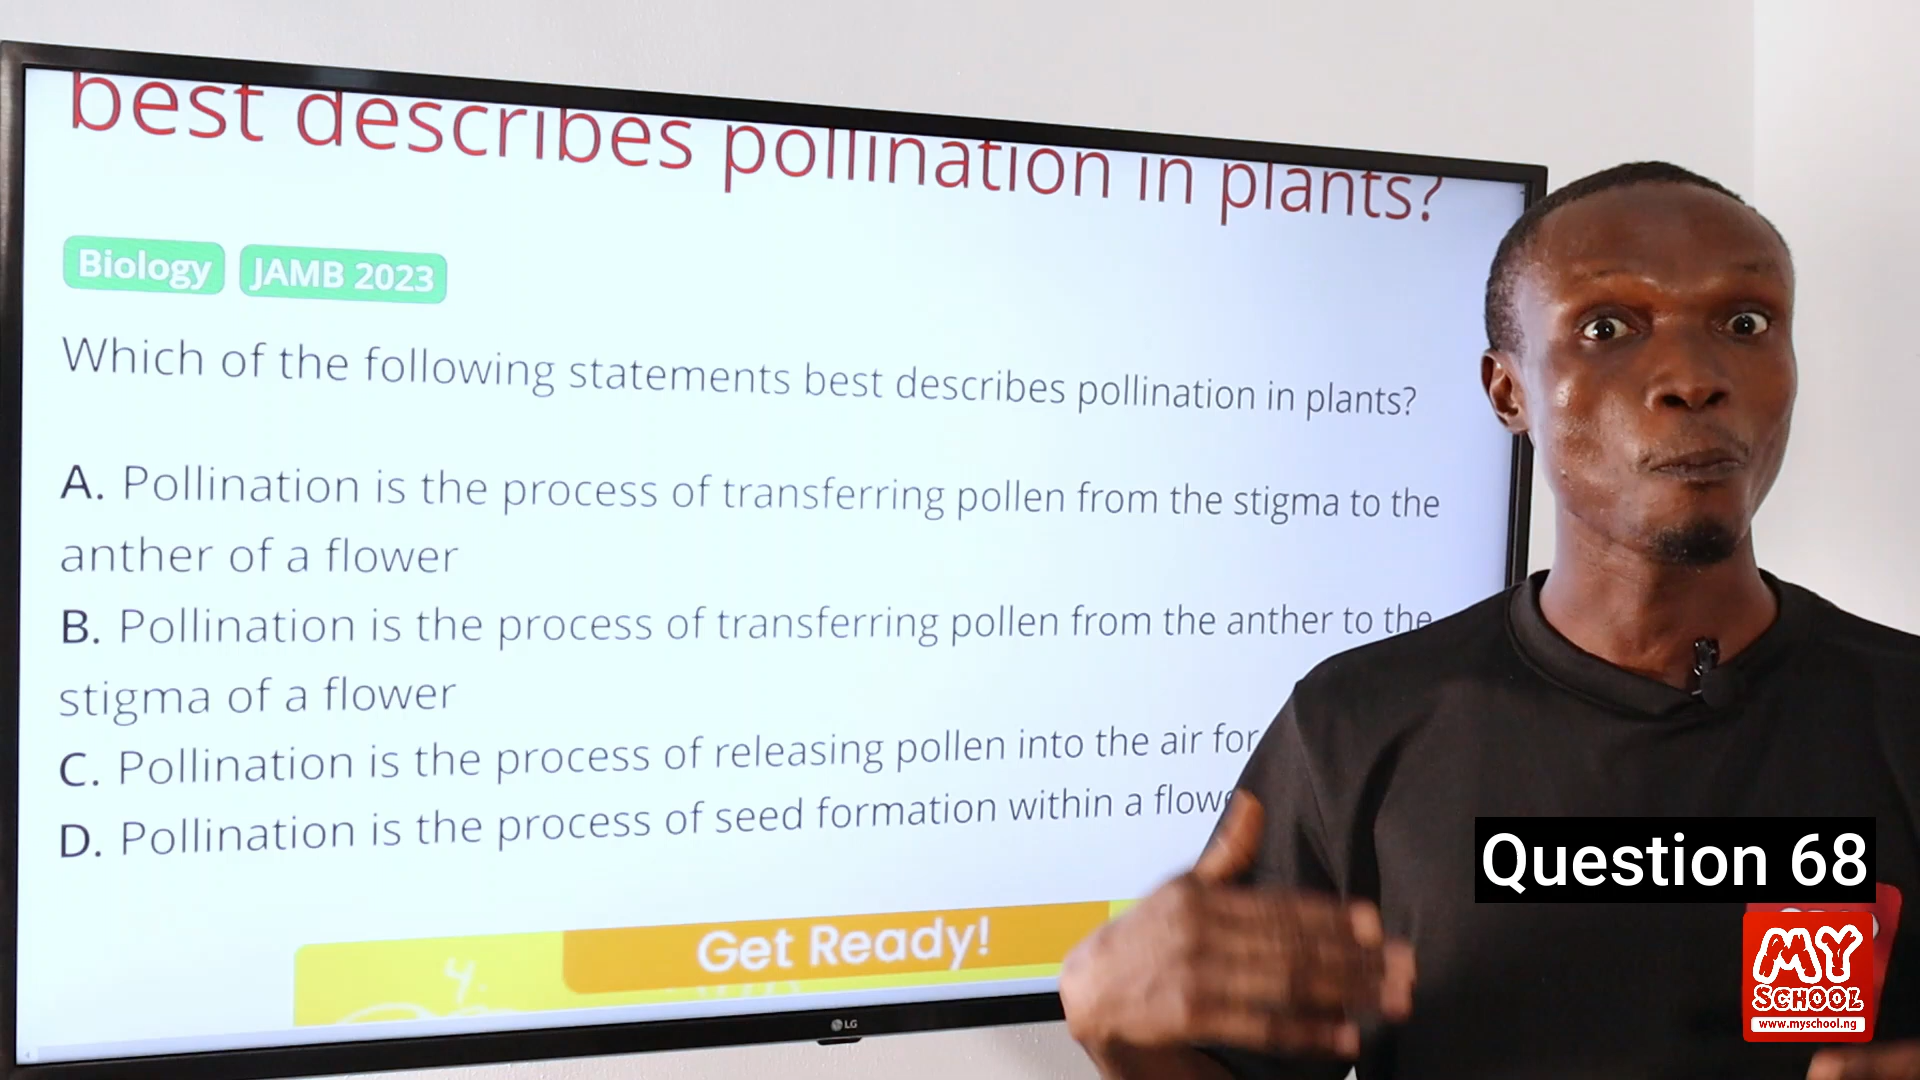 best describes pollination in plants?
Biology JAMB 2023
Which of the following statements best describes pollination in plants?
A. Pollination is the process of transferring pollen from the stigma to the
anther of a flower
B. Pollination is the process of transferring pollen from the anther to the
stigma of a flower
C. Pollination is the process of releasing pollen into the air for
D. Pollination is the process of seed formation within a
Get Ready!
4.
LG
Question 68
MY
SCHOOL
www.myschool.ng